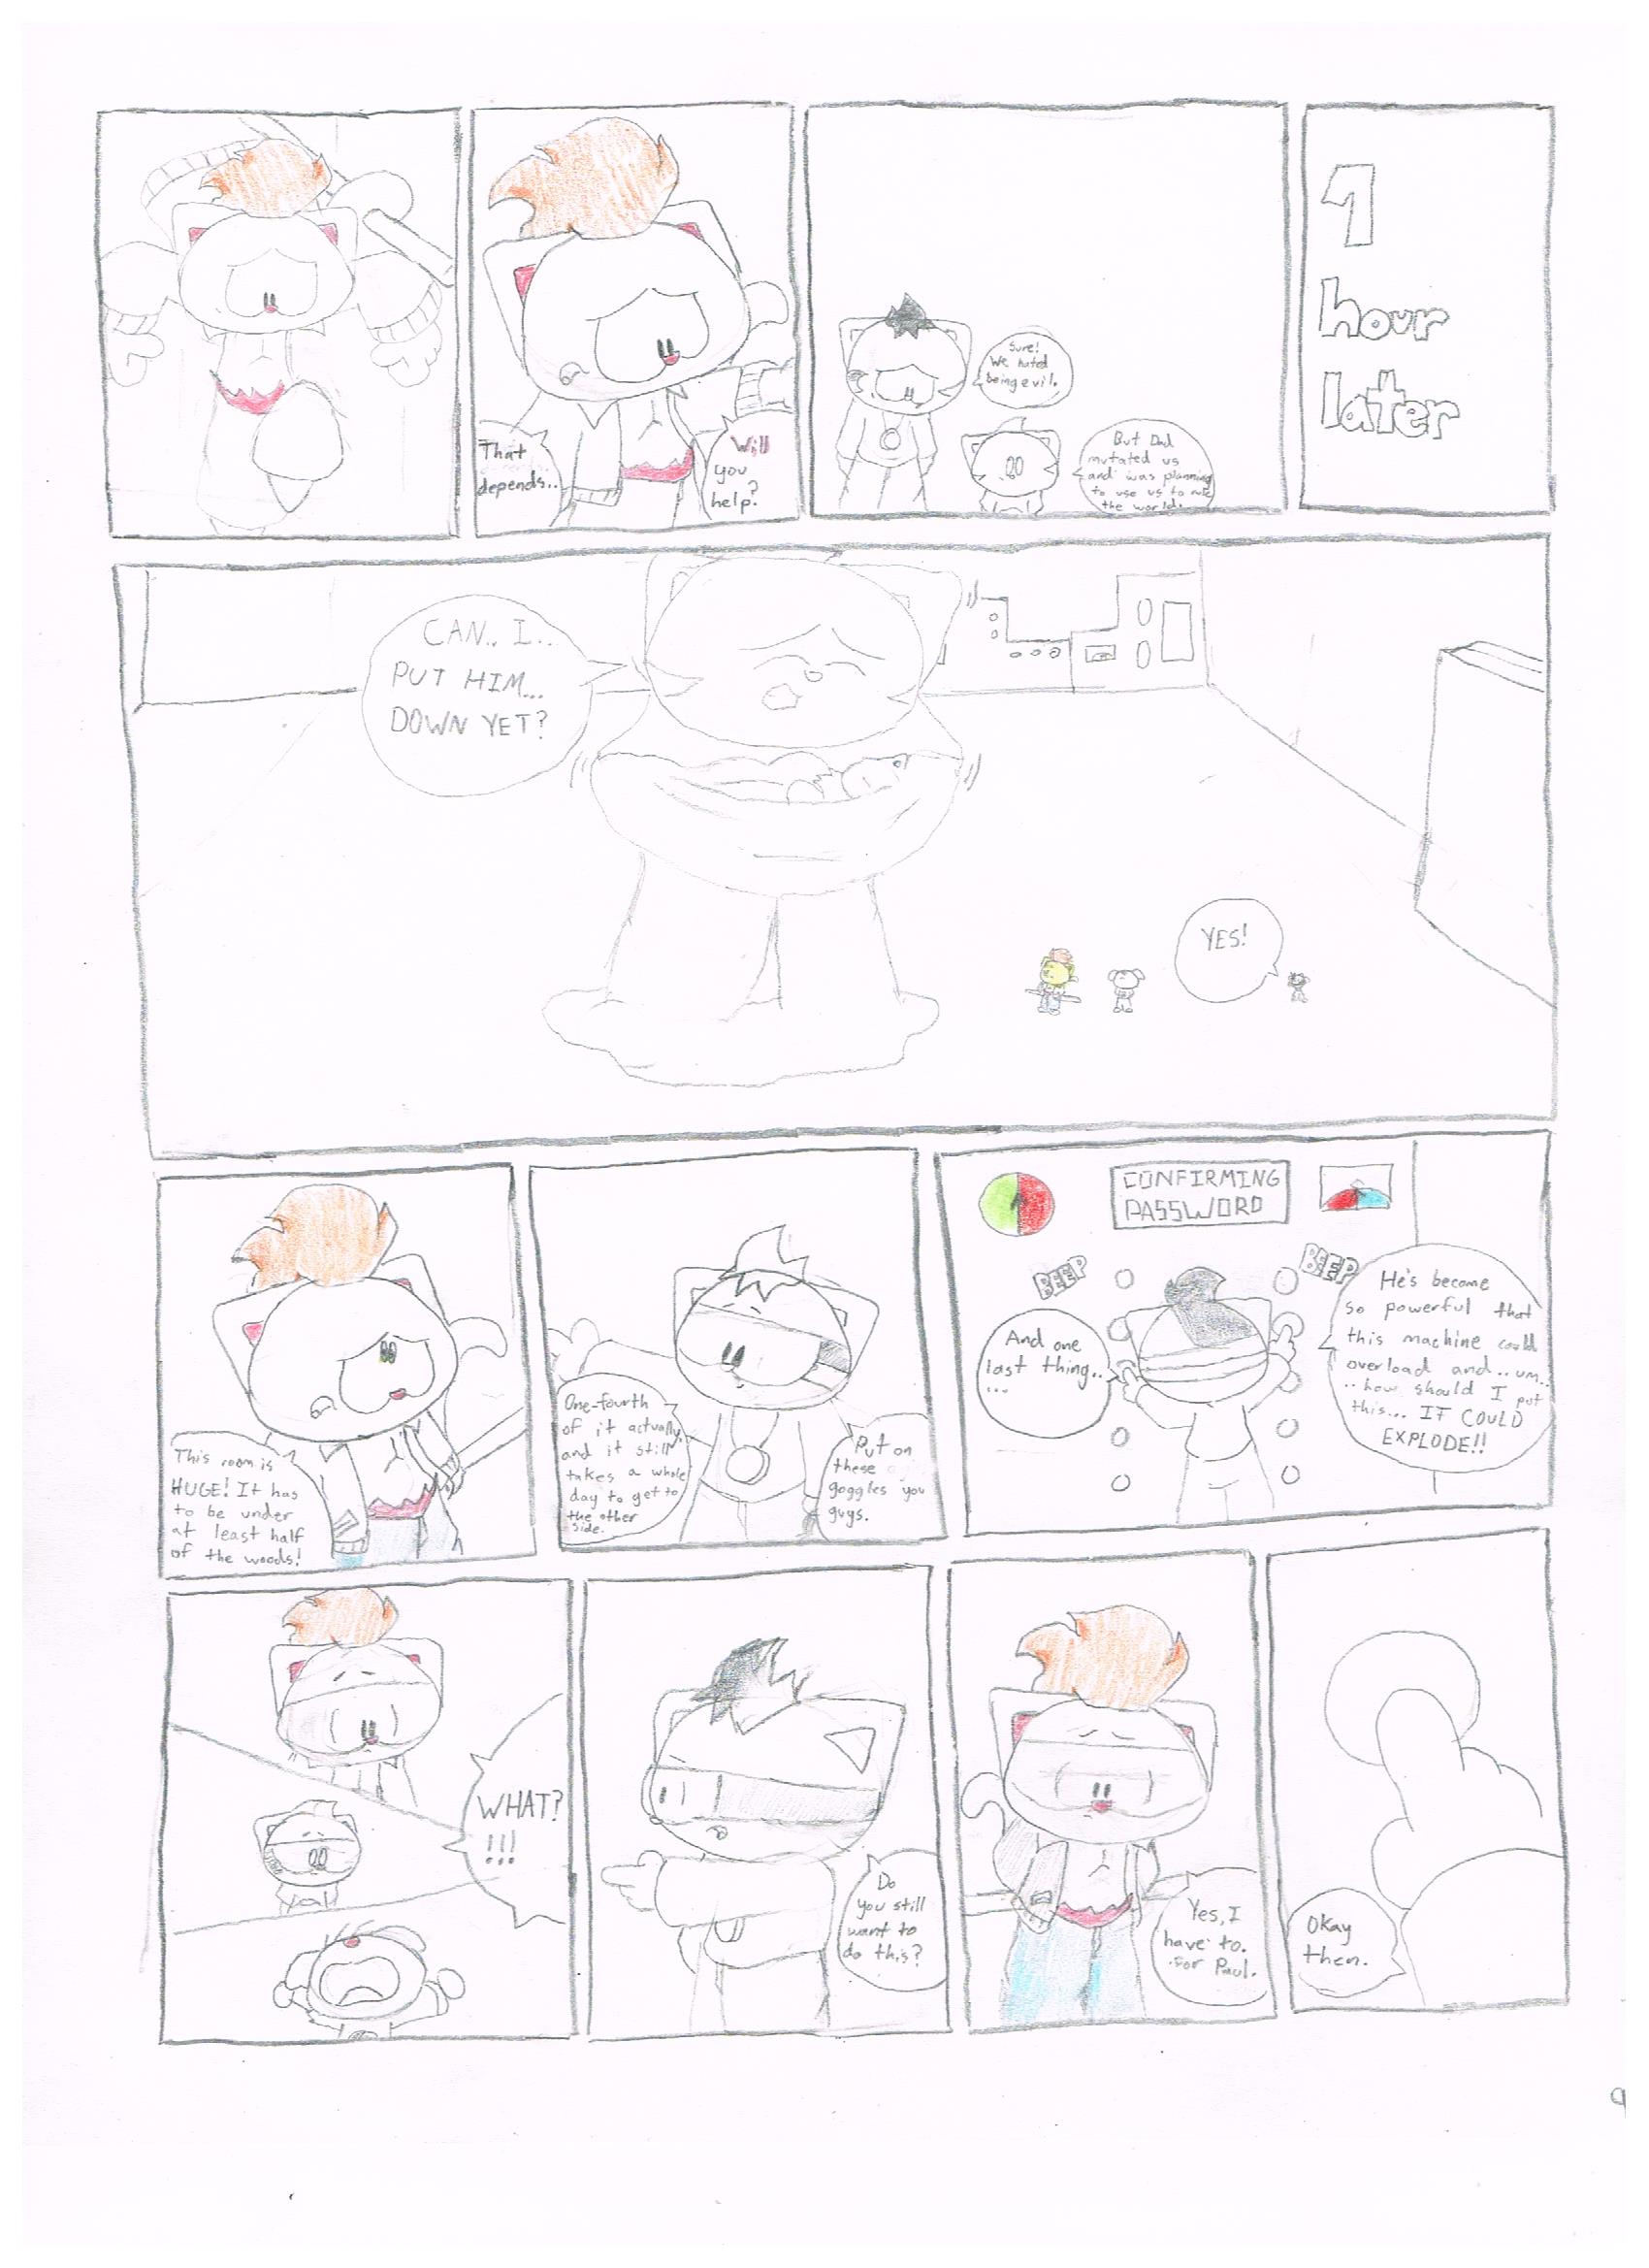 That
depends..
Will
you
help?
Sure!
We hated
being evil.
But Dad
mutated us
and was planning
to use us to rule
the world.
1
hour
later
CAN.. I..
PUT HIM...
DOWN YET?
YES!
This room is
HUGE! It has
to be under
at least half
of the woods!
One-fourth
of it actually,
and it still
takes a whole
day to get to
the other
side.
Put on
these
goggles you
guys.
CONFIRMING
PASSWORD
BEEP
BEEP
And one
last thing..
...
He's become
so powerful that
this machine could
overload and.. um..
.. how should I put
this... IT COULD
EXPLODE!!
WHAT?
!!!
Do
you still
want to
do this?
Yes, I
have to.
For Paul.
Okay
then.
9